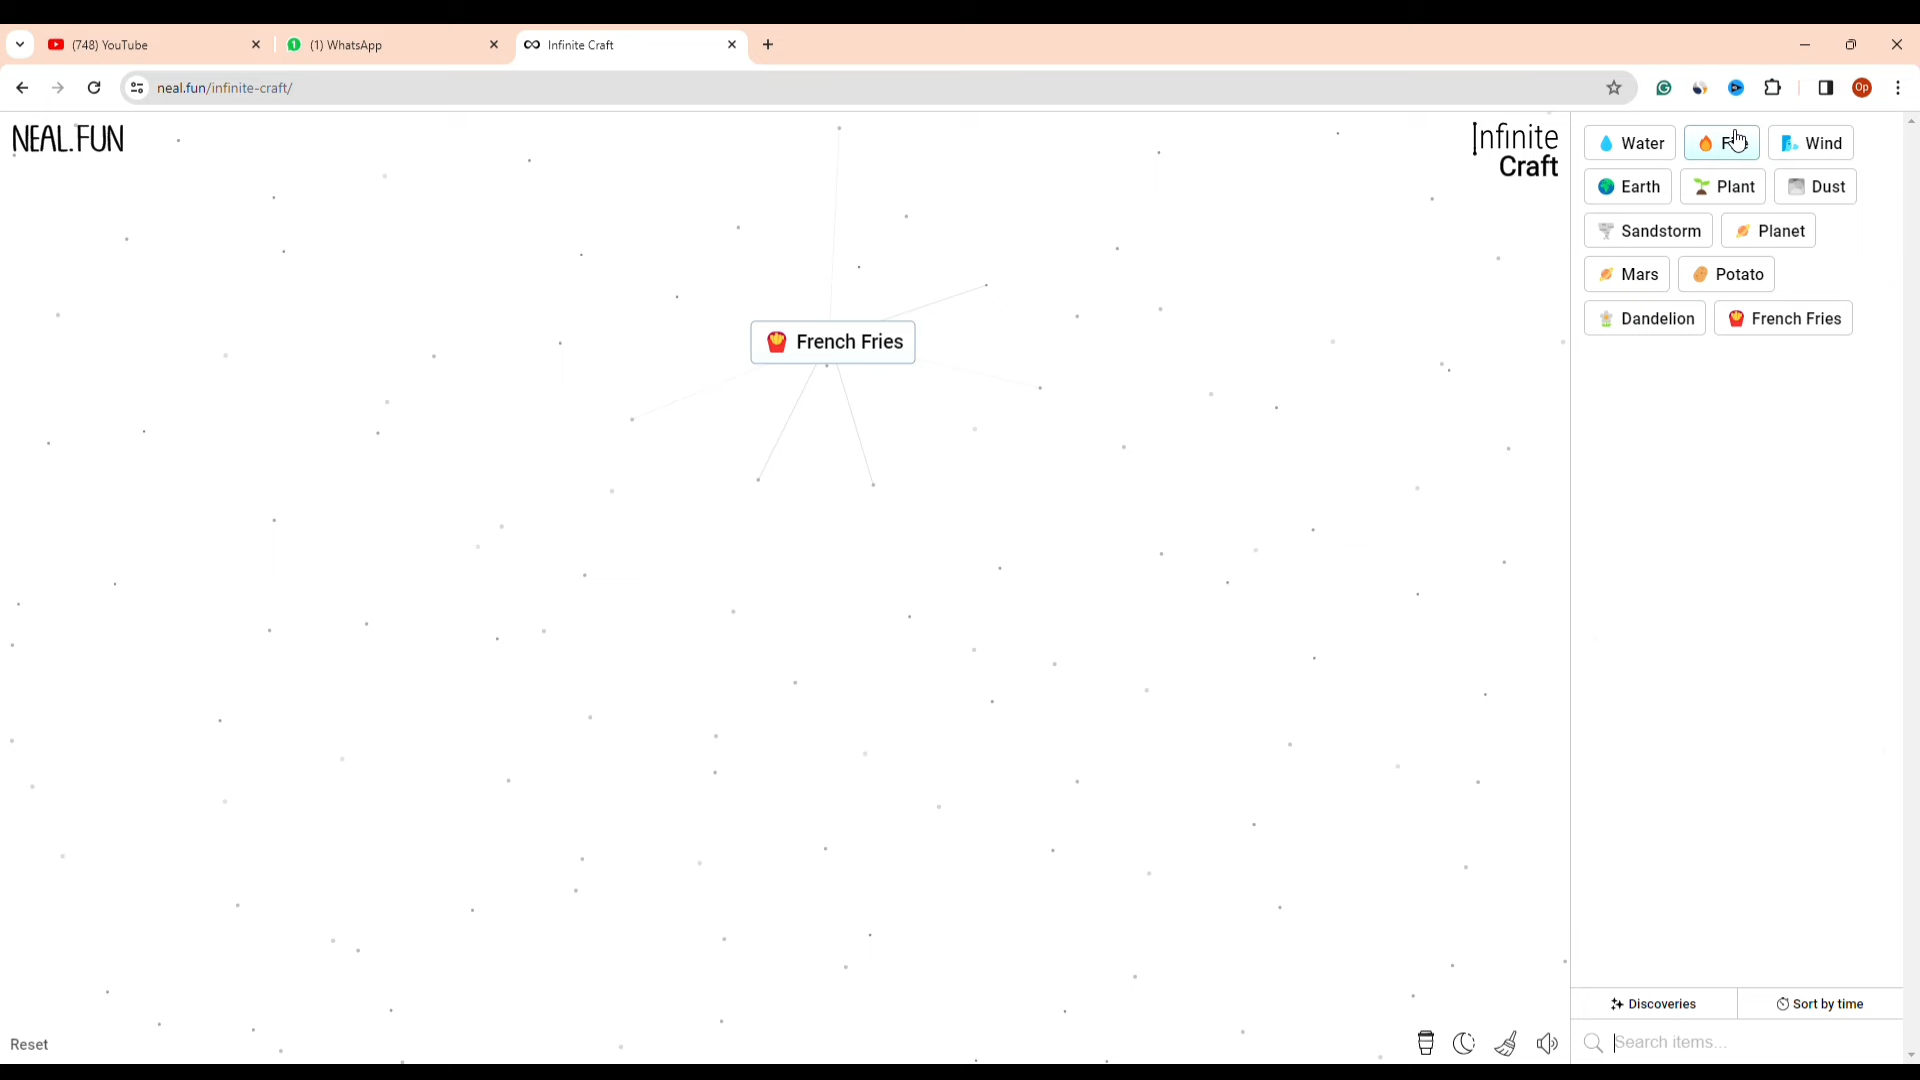 (748) YouTube
(1) WhatsApp
Infinite Craft
neal.fun/infinite-craft/
Op
NEAL.FUN
Infinite
Craft
Water
Wind
Earth
Plant
Dust
Sandstorm
Planet
Mars
Potato
Dandelion
French Fries
French Fries
Discoveries
Sort by time
Reset
Search items...